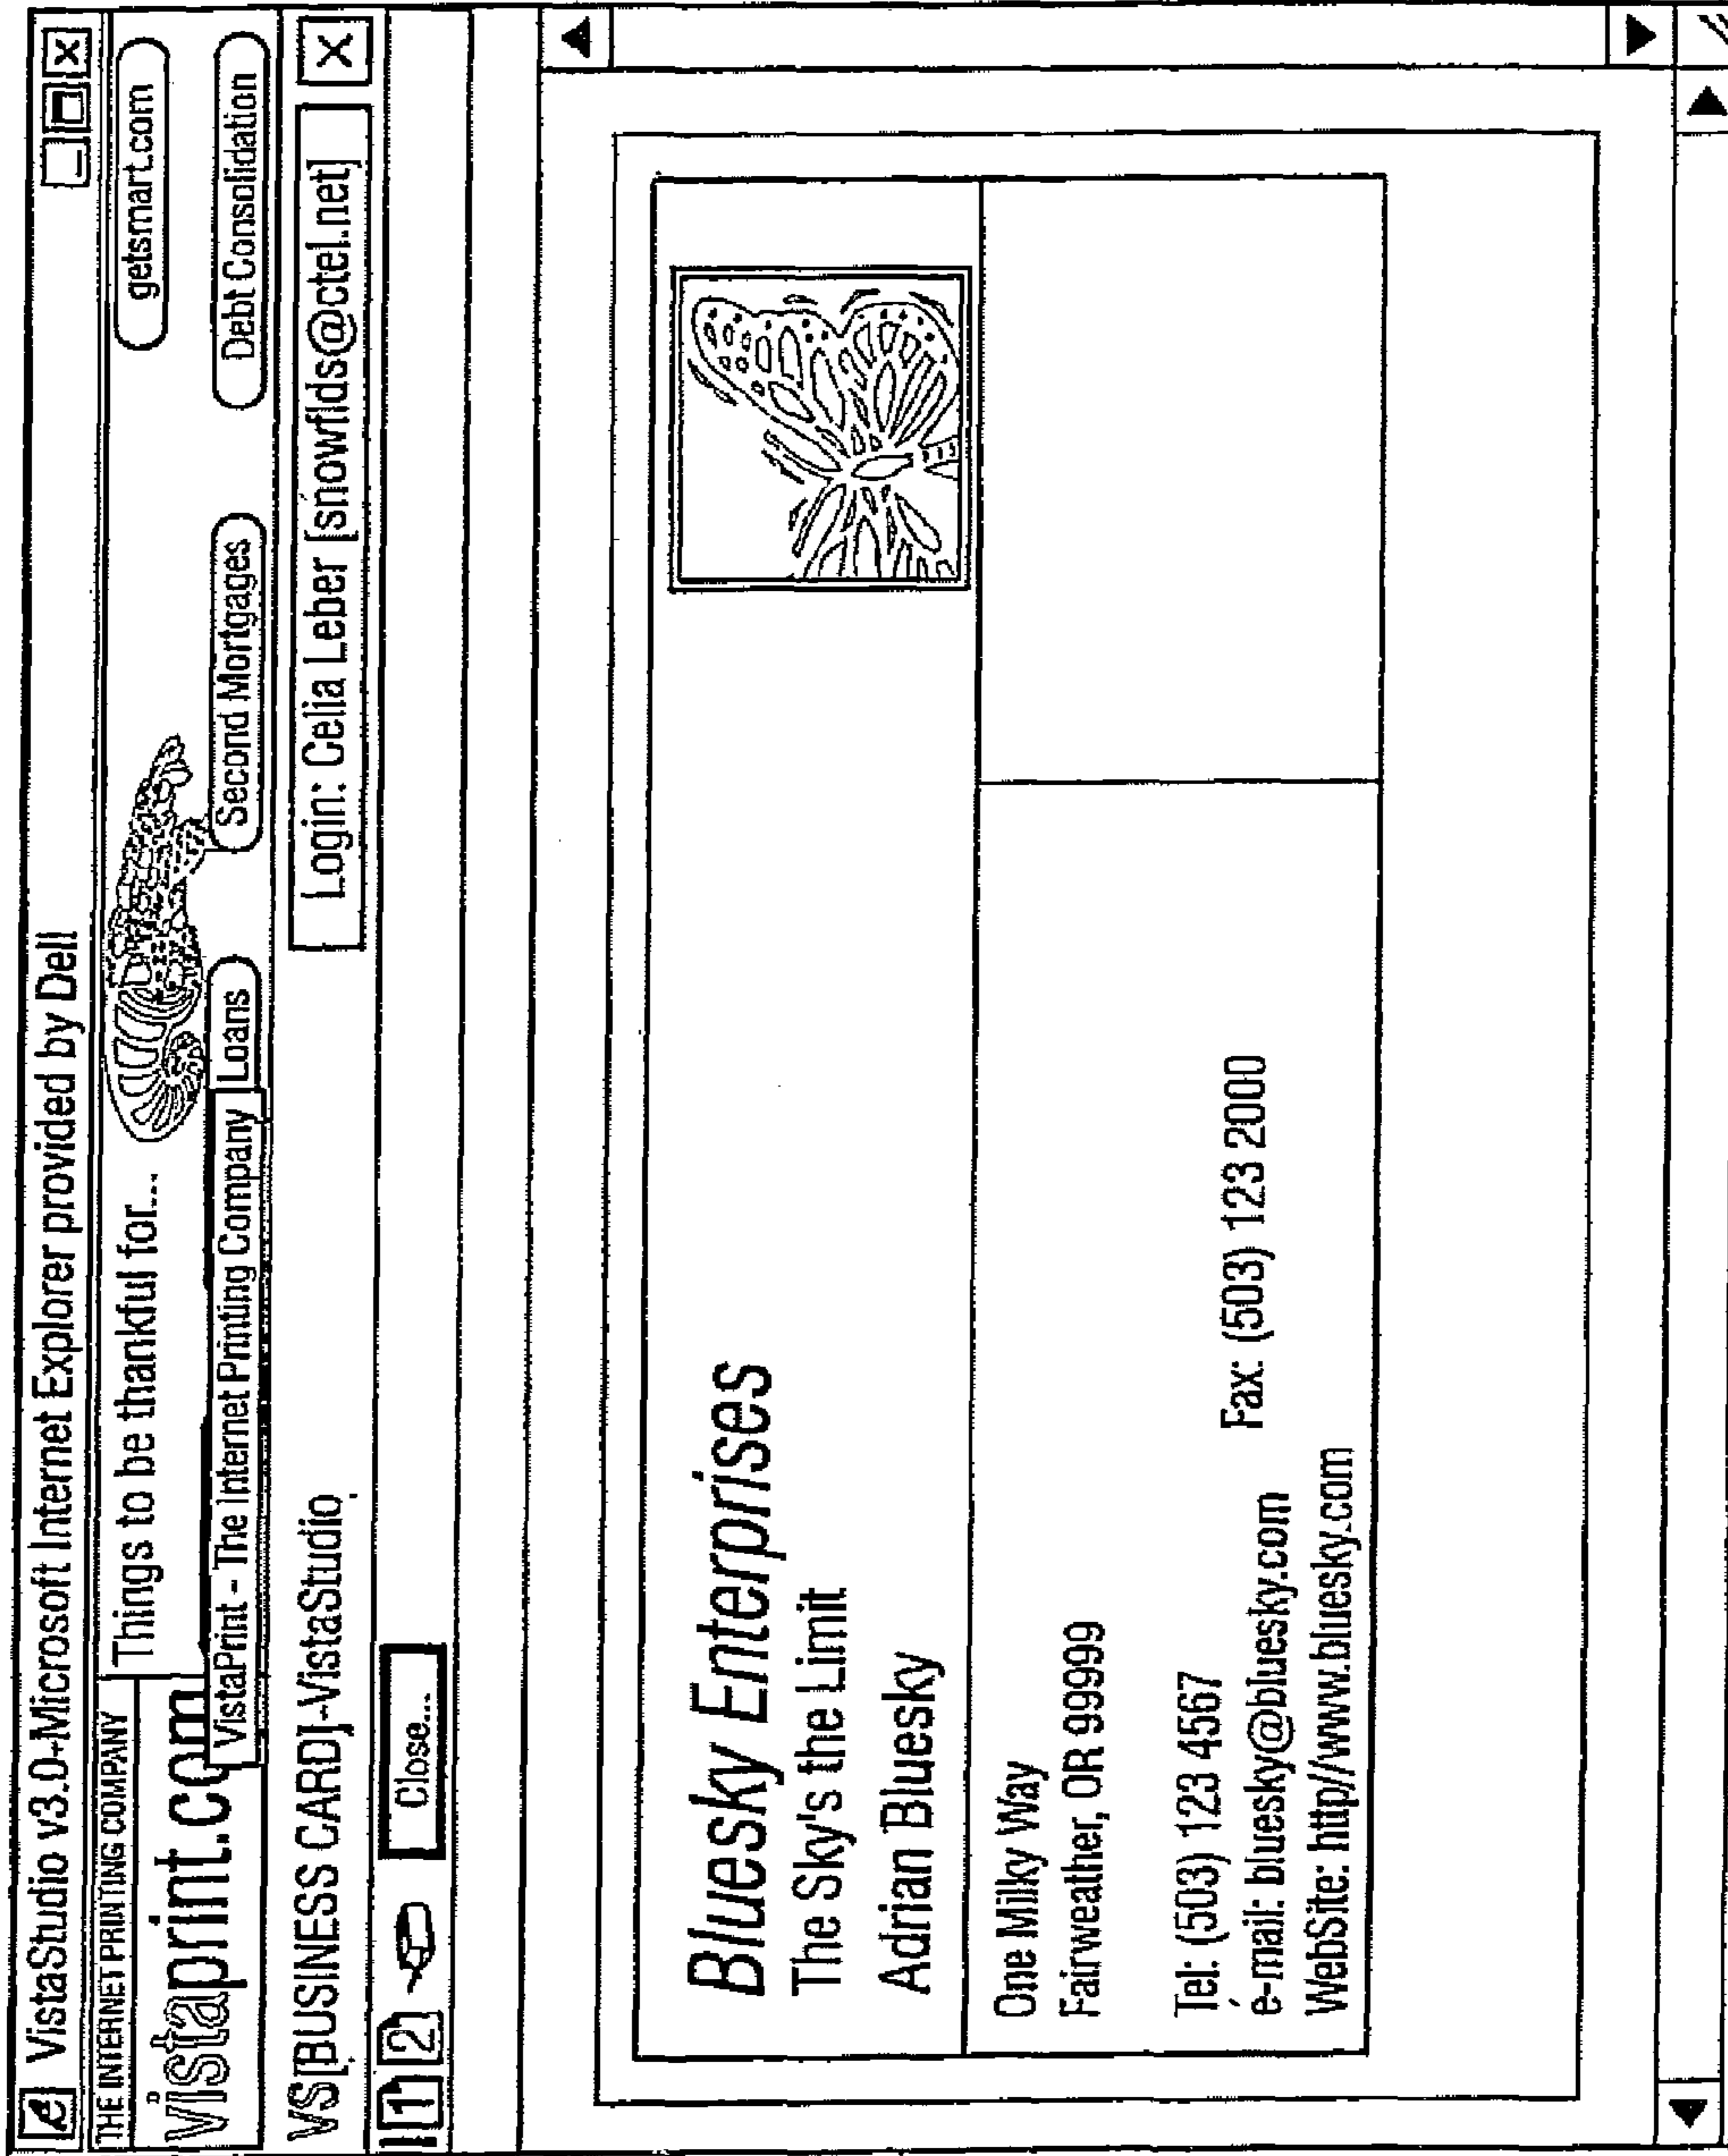 VistaStudio v3.0-Microsoft Internet Explorer provided by Dell
THE INTERNET PRINTING COMPANY
vistaprint.com
Things to be thankful for...
getsmart.com
VistaPrint - The Internet Printing Company
Loans
Second Mortgages
Debt Consolidation
VS[BUSINESS CARD]-VistaStudio
Login: Celia Leber [snowflds@ctel.net]
X
1 2
Close...
Bluesky Enterprises
The Sky's the Limit
Adrian Bluesky
One Milky Way
Fairweather, OR 99999
Tel: (503) 123 4567
Fax: (503) 123 2000
e-mail: bluesky@bluesky.com
WebSite: http//www.bluesky.com